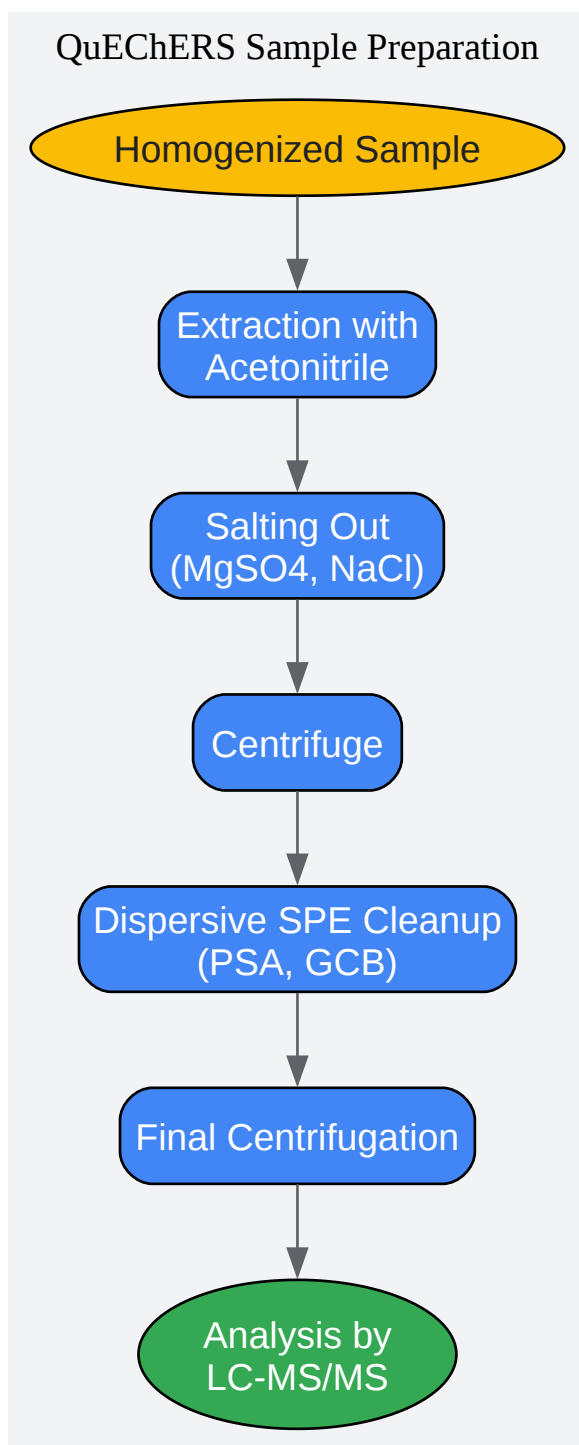 QuEChERS Sample Preparation
Homogenized Sample
Extraction with
Acetonitrile
Salting Out
(MgSO4, NaCl)
Centrifuge
Dispersive SPE Cleanup
(PSA, GCB)
Final Centrifugation
Analysis by
LC-MS/MS